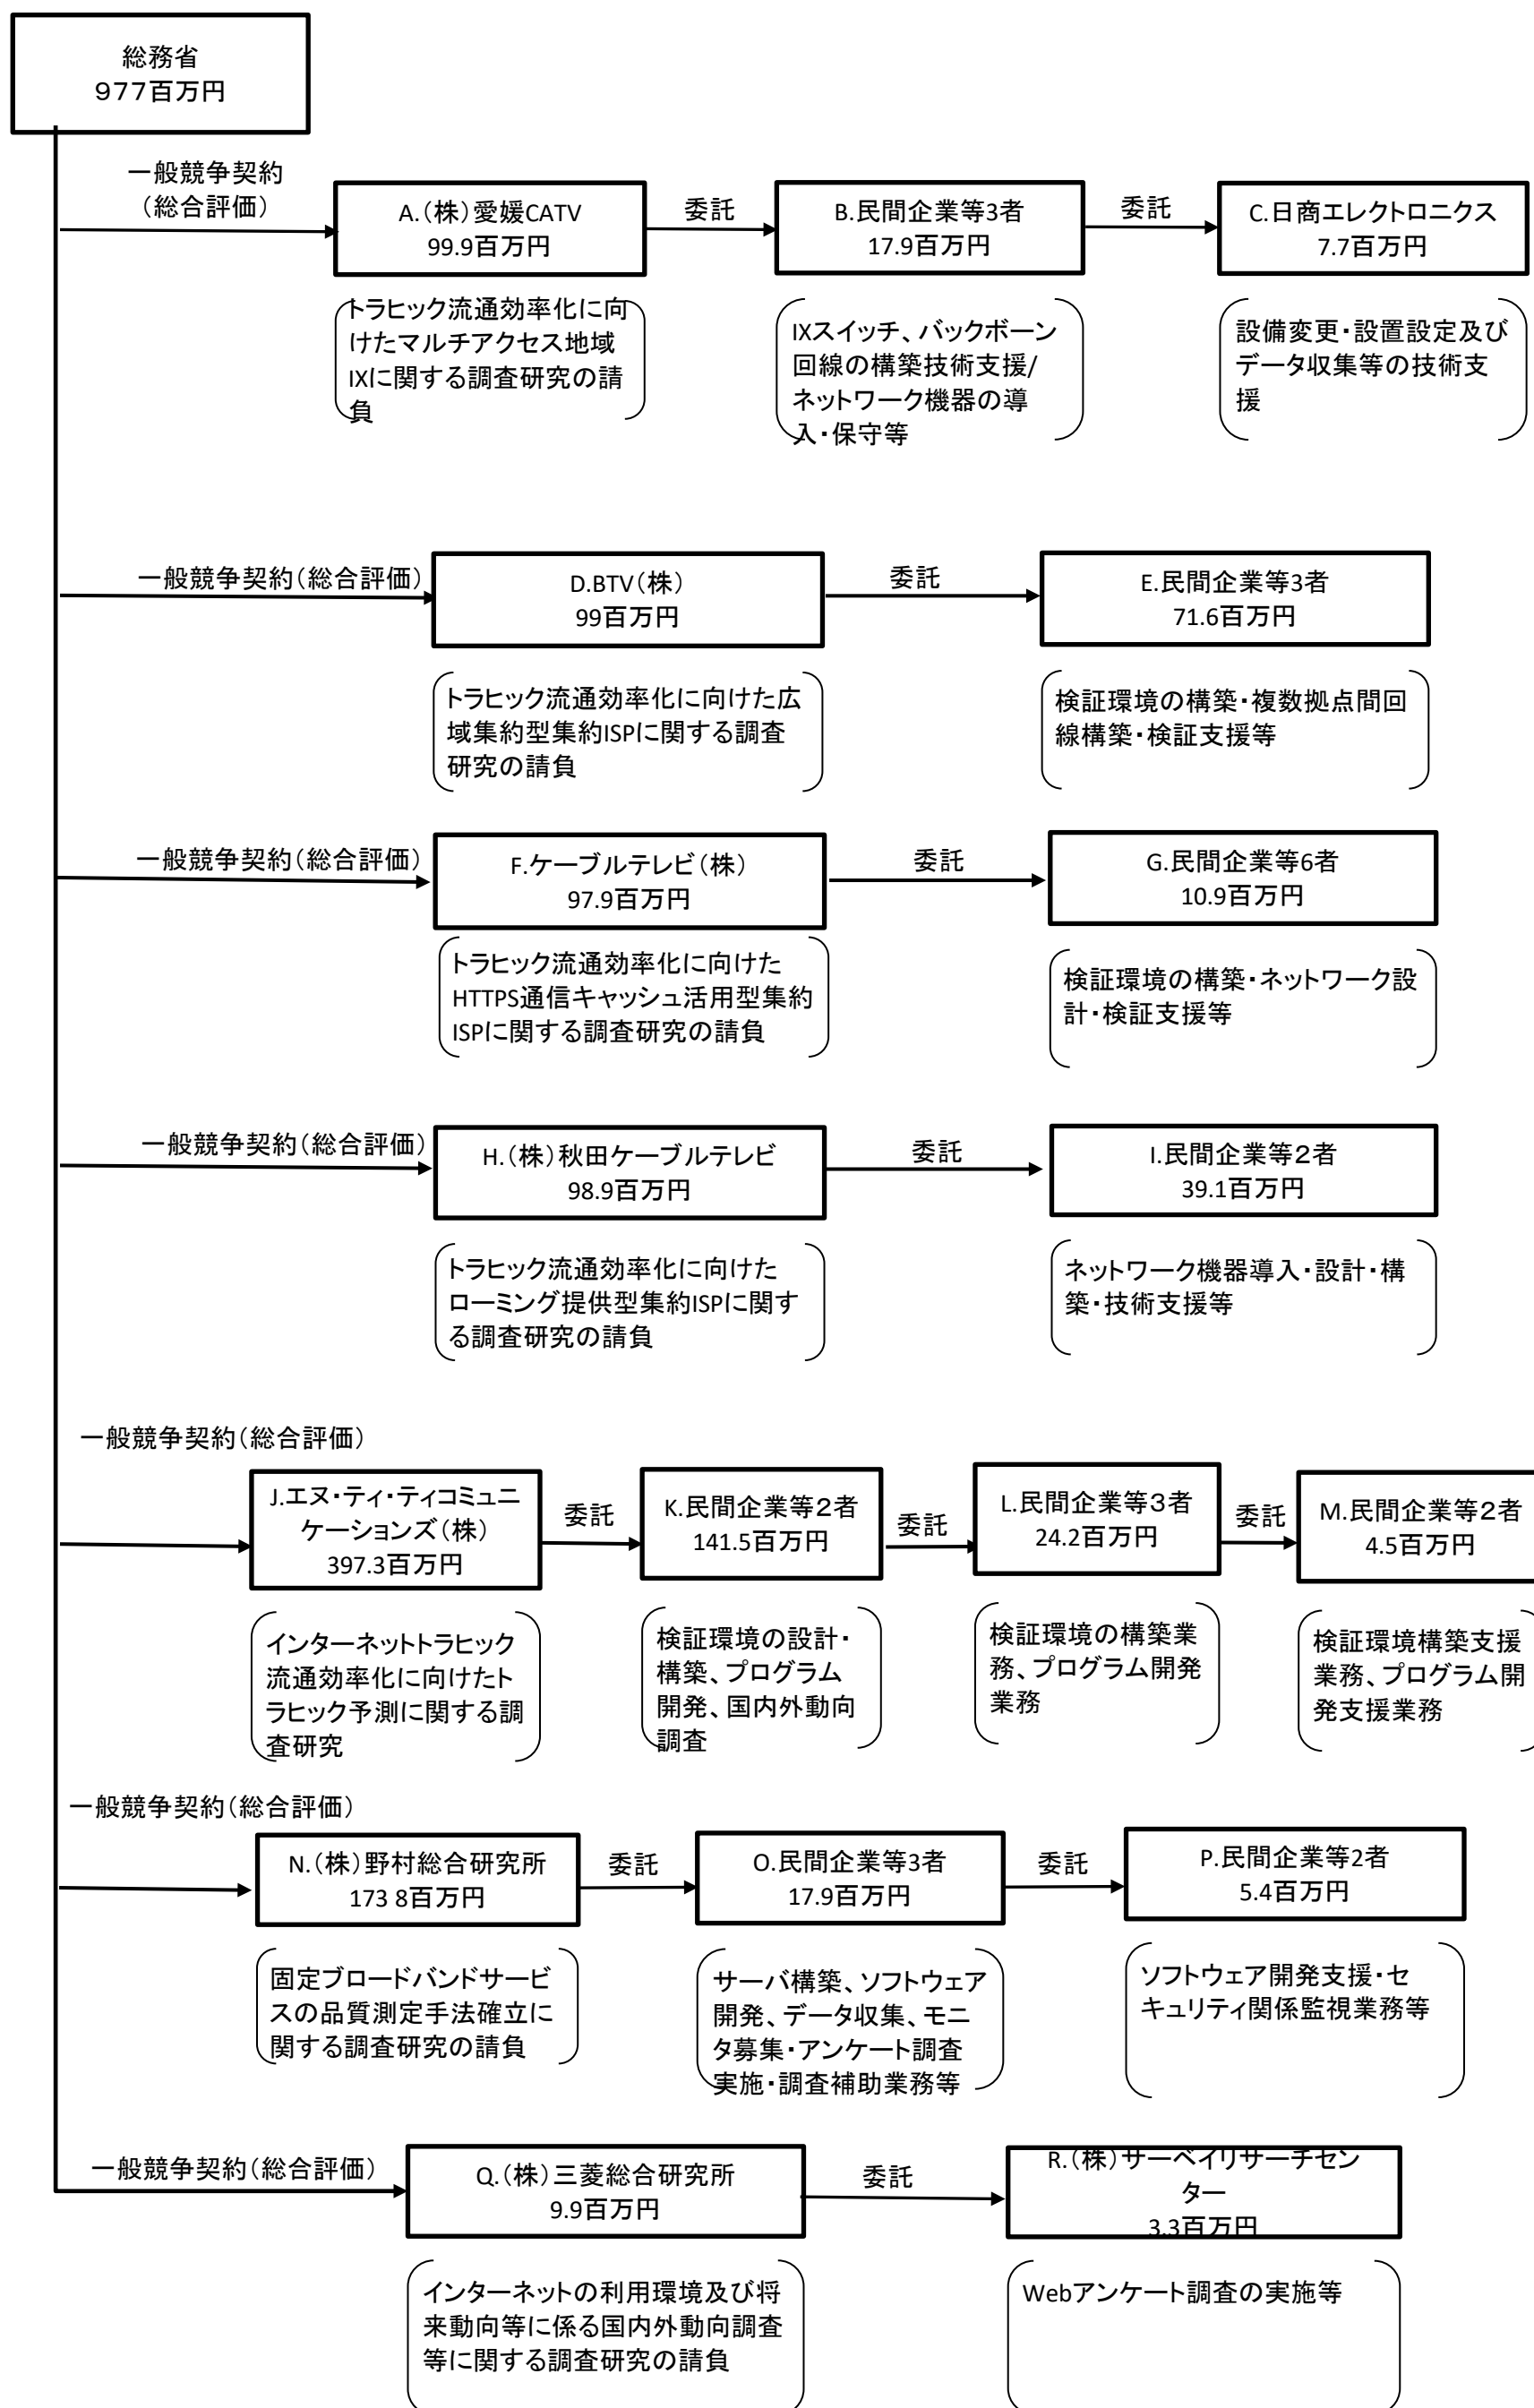 総務省
977百万円
一般競争契約
（総合評価）
A.（株）愛媛CATV
99.9百万円
委託
B.民間企業等3者
17.9百万円
委託
C.日商エレクトロニクス
7.7百万円
トラヒック流通効率化に向
けたマルチアクセス地域
IXに関する調査研究の請
負
IXスイッチ、バックボーン
回線の構築技術支援/
ネットワーク機器の導
入・保守等
設備変更・設置設定及び
データ収集等の技術支
援
一般競争契約（総合評価）
D.BTV（株）
99百万円
委託
E.民間企業等3者
71.6百万円
トラヒック流通効率化に向けた広
域集約型集約ISPに関する調査
研究の請負
検証環境の構築・複数拠点間回
線構築・検証支援等
一般競争契約（総合評価）
F.ケーブルテレビ（株）
97.9百万円
委託
G.民間企業等6者
10.9百万円
トラヒック流通効率化に向けた
HTTPS通信キャッシュ活用型集約
ISPに関する調査研究の請負
検証環境の構築・ネットワーク設
計・検証支援等
一般競争契約（総合評価）
H.（株）秋田ケーブルテレビ
98.9百万円
委託
I.民間企業等２者
39.1百万円
トラヒック流通効率化に向けた
ローミング提供型集約ISPに関す
る調査研究の請負
ネットワーク機器導入・設計・構
築・技術支援等
一般競争契約（総合評価）
J.エヌ・ティ・ティコミュニ
ケーションズ（株）
397.3百万円
委託
K.民間企業等２者
141.5百万円
委託
L.民間企業等３者
24.2百万円
委託
M.民間企業等２者
4.5百万円
インターネットトラヒック
流通効率化に向けたト
ラヒック予測に関する調
査研究
検証環境の設計・
構築、プログラム
開発、国内外動向
調査
検証環境の構築業
務、プログラム開発
業務
検証環境構築支援
業務、プログラム開
発支援業務
一般競争契約（総合評価）
N.（株）野村総合研究所
173 8百万円
委託
O.民間企業等3者
17.9百万円
委託
P.民間企業等2者
5.4百万円
固定ブロードバンドサービ
スの品質測定手法確立に
関する調査研究の請負
サーバ構築、ソフトウェア
開発、データ収集、モニ
タ募集・アンケート調査
実施・調査補助業務等
ソフトウェア開発支援・セ
キュリティ関係監視業務等
一般競争契約（総合評価）
Q.（株）三菱総合研究所
9.9百万円
委託
R.（株）サーベイリサーチセン
ター
3.3百万円
インターネットの利用環境及び将
来動向等に係る国内外動向調査
等に関する調査研究の請負
Webアンケート調査の実施等